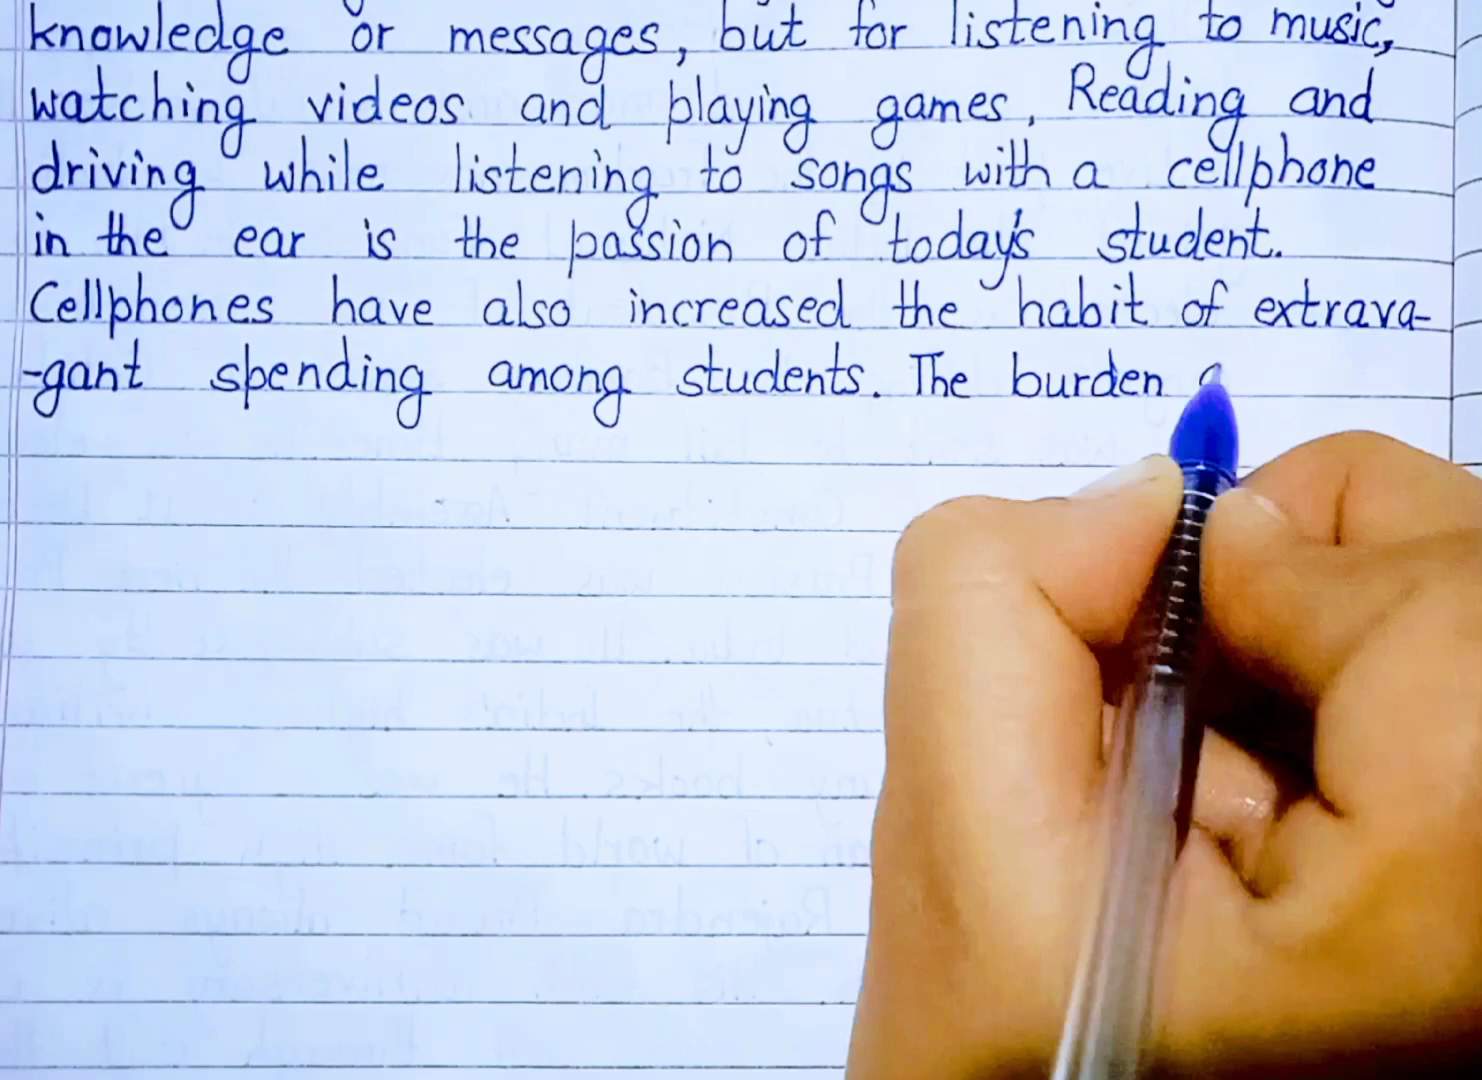 knowledge or messages, but for listening to music,
watching videos and playing games. Reading and
driving while listening to songs with a cellphone
in the ear is the passion of today's student.
Cellphones have also increased the habit of extrava-
-gant spending among students. The burden